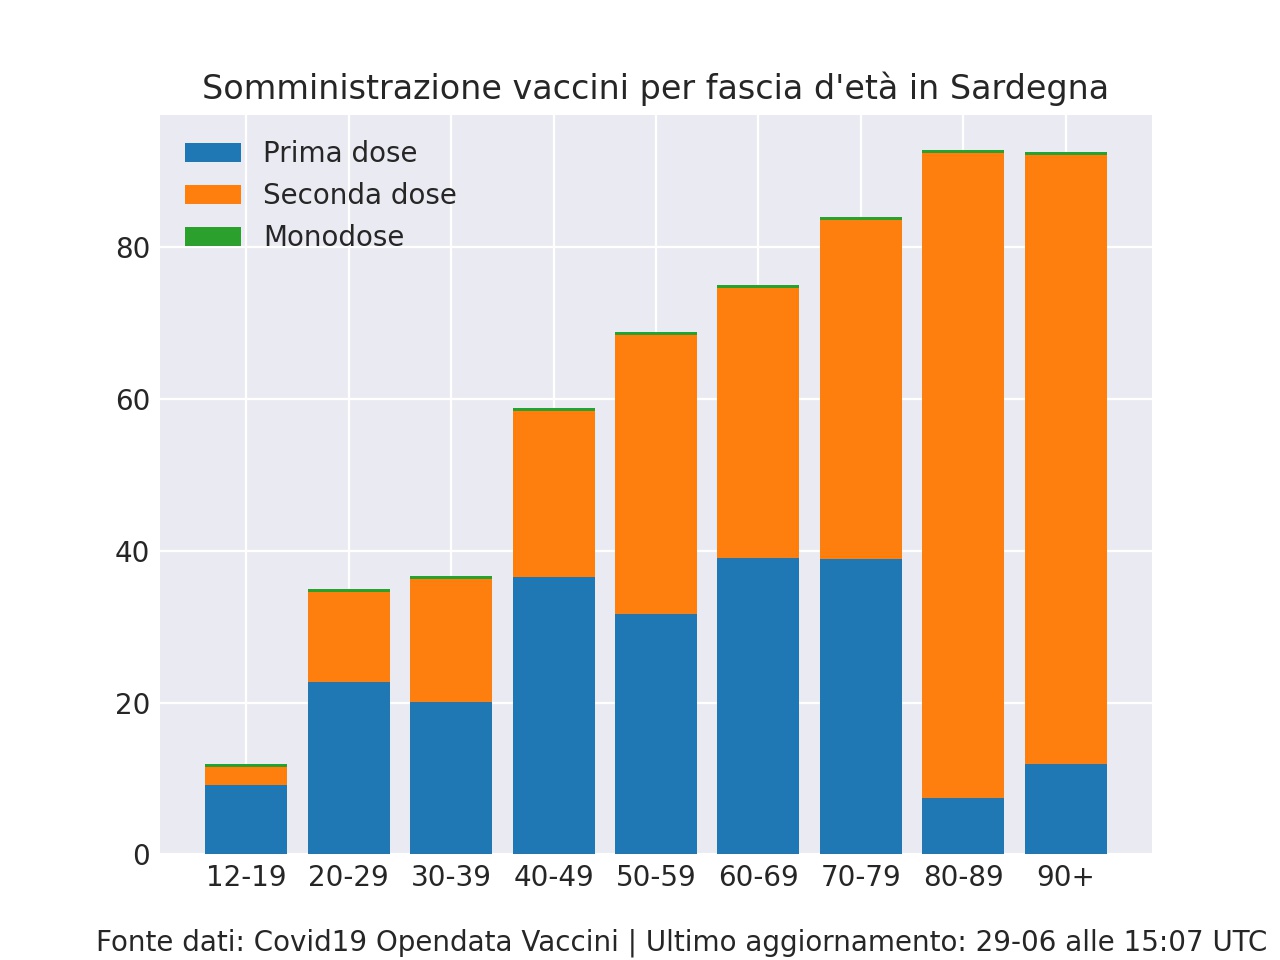 Somministrazione vaccini per fascia d'età in Sardegna
Prima dose
Seconda dose
Monodose
80
60
40
20
0
12-19 20-29 30-39 40-49 50-59 60-69 70-79 80-89 90+
Fonte dati: Covid19 Opendata Vaccini | Ultimo aggiornamento: 29-06 alle 15:07 UTC